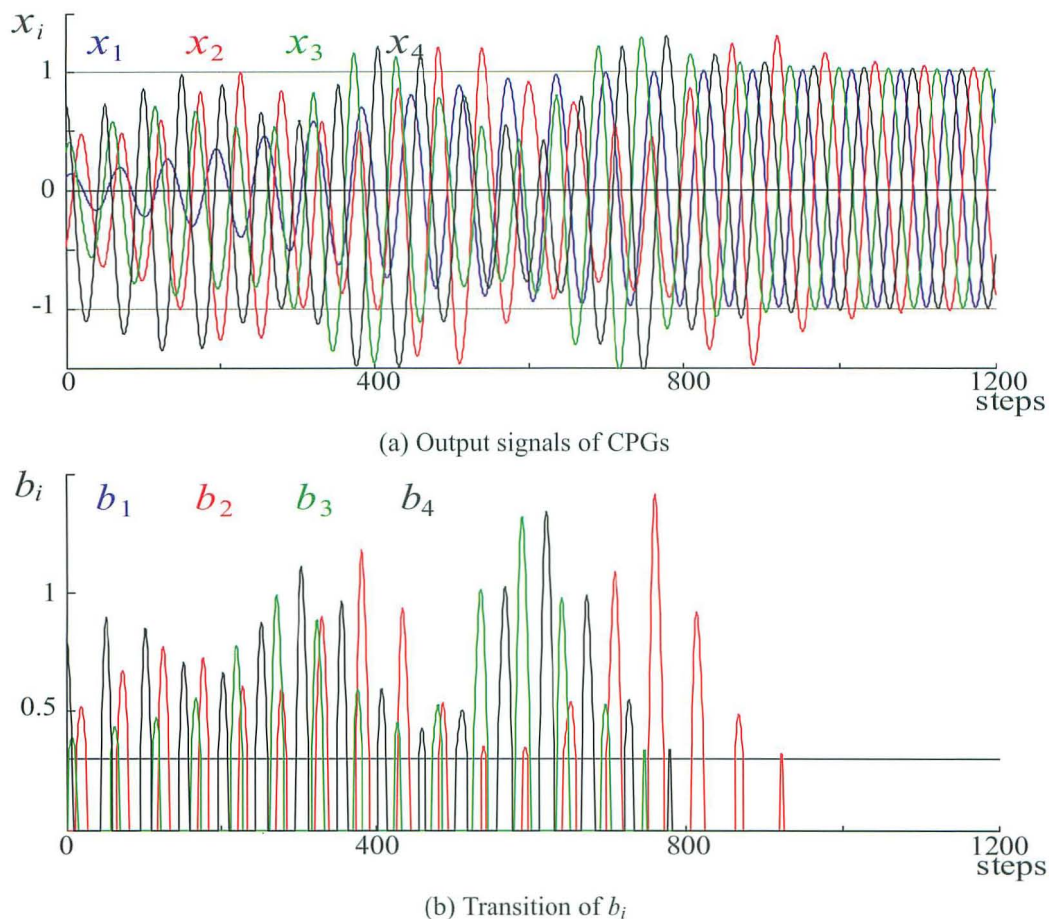 x_i
x_1 x_2 x_3 x_4
1
0
-1
0 400 800 1200
steps
(a) Output signals of CPGs
b_i
b_1 b_2 b_3 b_4
1
0.5
0 400 800 1200
steps
(b) Transition of b_i